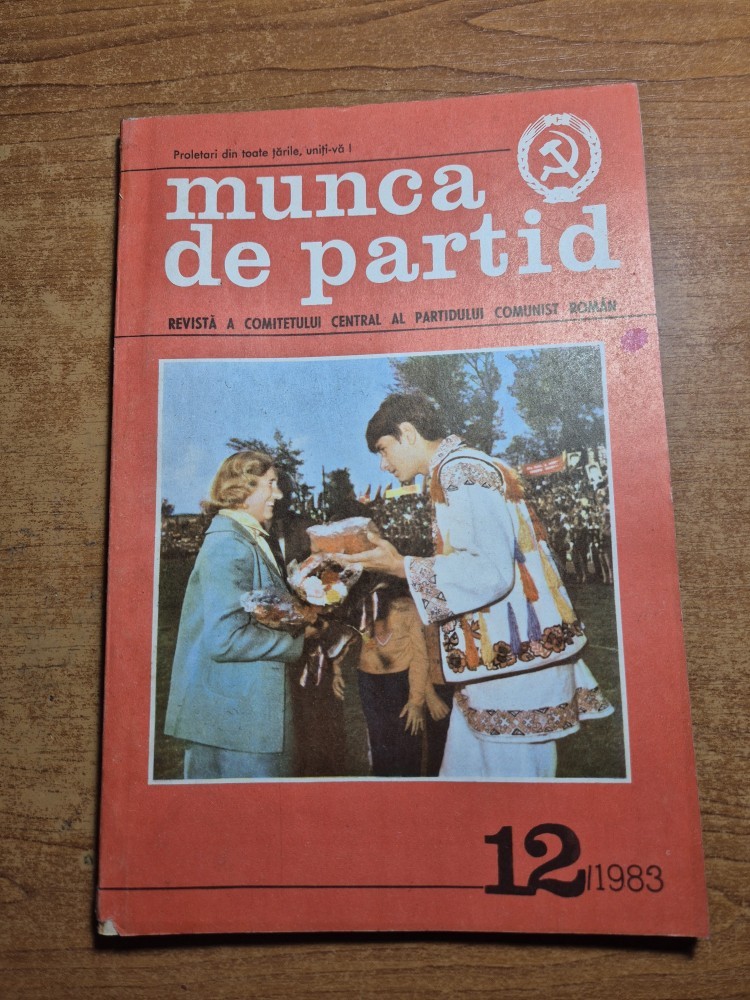 Proletari din toate țările, uniți-vă !
munca
de partid
REVISTĂ A COMITETULUI CENTRAL AL PARTIDULUI COMUNIST ROMÂN
12/1983